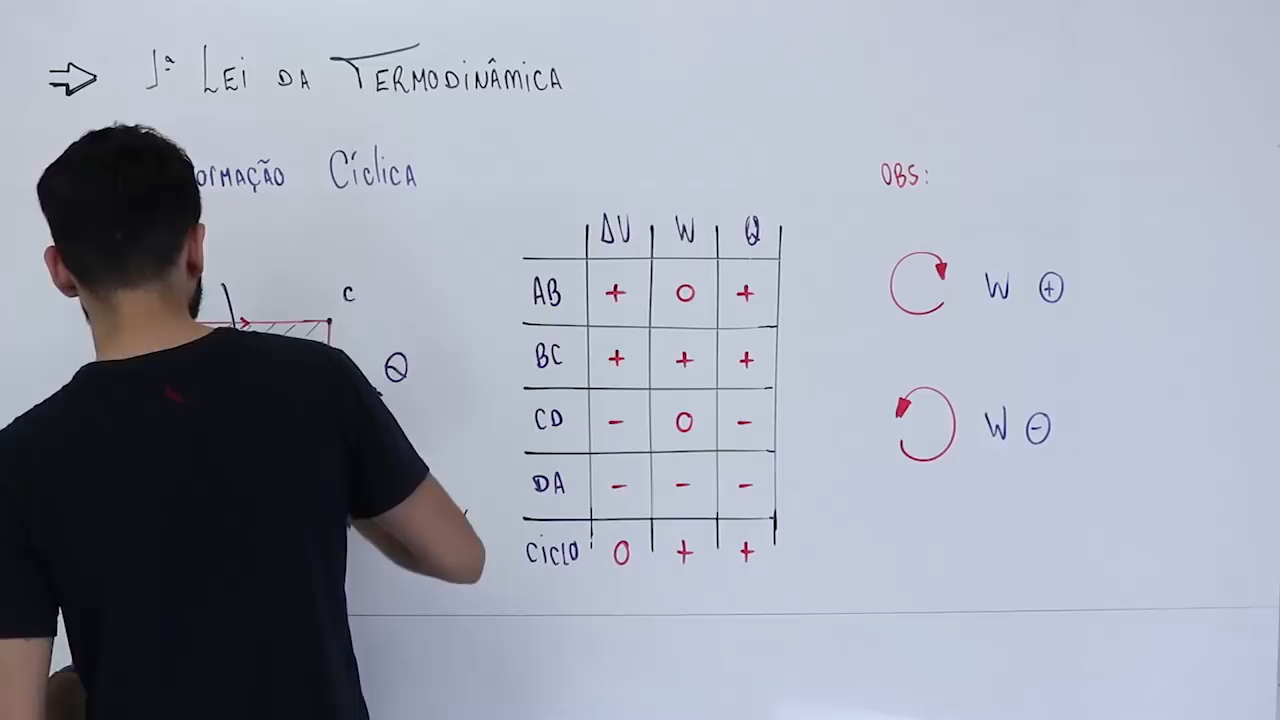 ⇒ 1ª LEI DA TERMODINÂMICA
ORMAÇÃO CÍCLICA
OBS:
C
Q
ΔU W Q
AB + 0 +
BC + + +
CD - 0 -
DA - - -
CICLO 0 + +
W ⊕
W ⊖